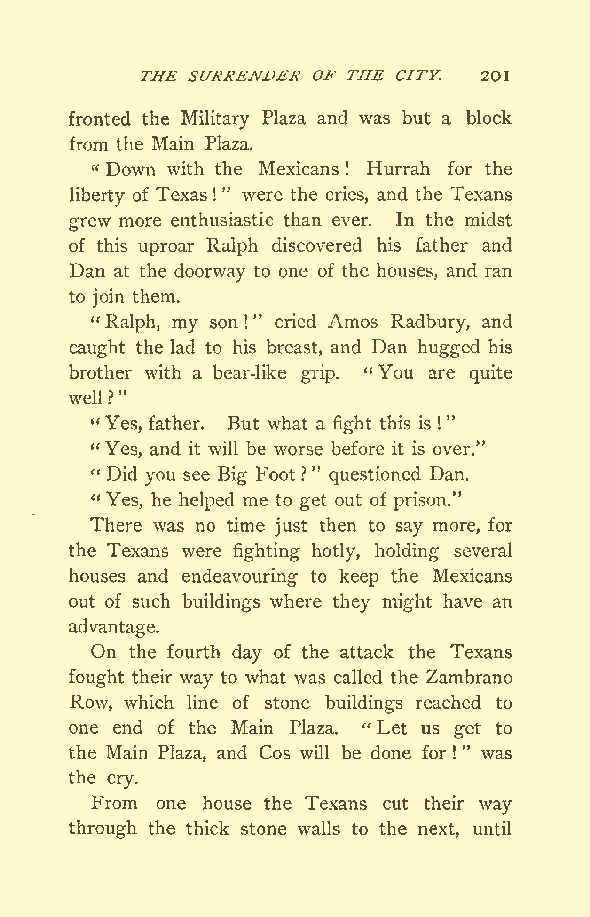 THE SURRENDER OF THE CITY. 201
fronted the Military Plaza and was but a block
from the Main Plaza.
"Down with the Mexicans! Hurrah for the
liberty of Texas!" were the cries, and the Texans
grew more enthusiastic than ever. In the midst
of this uproar Ralph discovered his father and
Dan at the doorway to one of the houses, and ran
to join them.
"Ralph, my son!" cried Amos Radbury, and
caught the lad to his breast, and Dan hugged his
brother with a bear-like grip. "You are quite
well?"
"Yes, father. But what a fight this is!"
"Yes, and it will be worse before it is over."
"Did you see Big Foot?" questioned Dan.
"Yes, he helped me to get out of prison."
There was no time just then to say more, for
the Texans were fighting hotly, holding several
houses and endeavouring to keep the Mexicans
out of such buildings where they might have an
advantage.
On the fourth day of the attack the Texans
fought their way to what was called the Zambrano
Row, which line of stone buildings reached to
one end of the Main Plaza. "Let us get to
the Main Plaza, and Cos will be done for!" was
the cry.
From one house the Texans cut their way
through the thick stone walls to the next, until